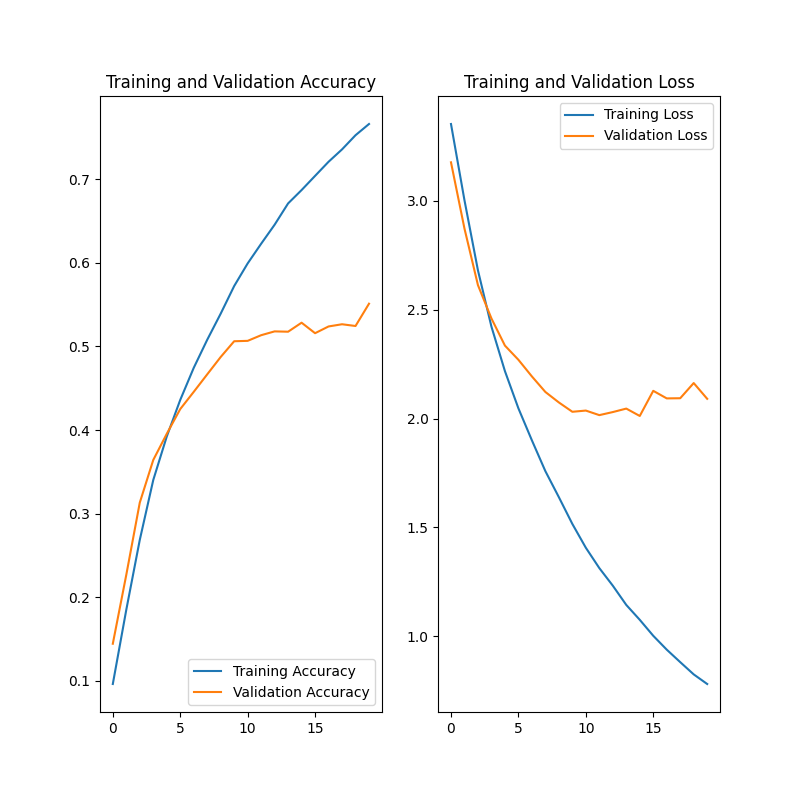 Training and Validation Accuracy
0.7
0.6
0.5
0.4
0.3
0.2
0.1
0 5 10 15
Training Accuracy
Validation Accuracy
Training and Validation Loss
3.0
2.5
2.0
1.5
1.0
0 5 10 15
Training Loss
Validation Loss